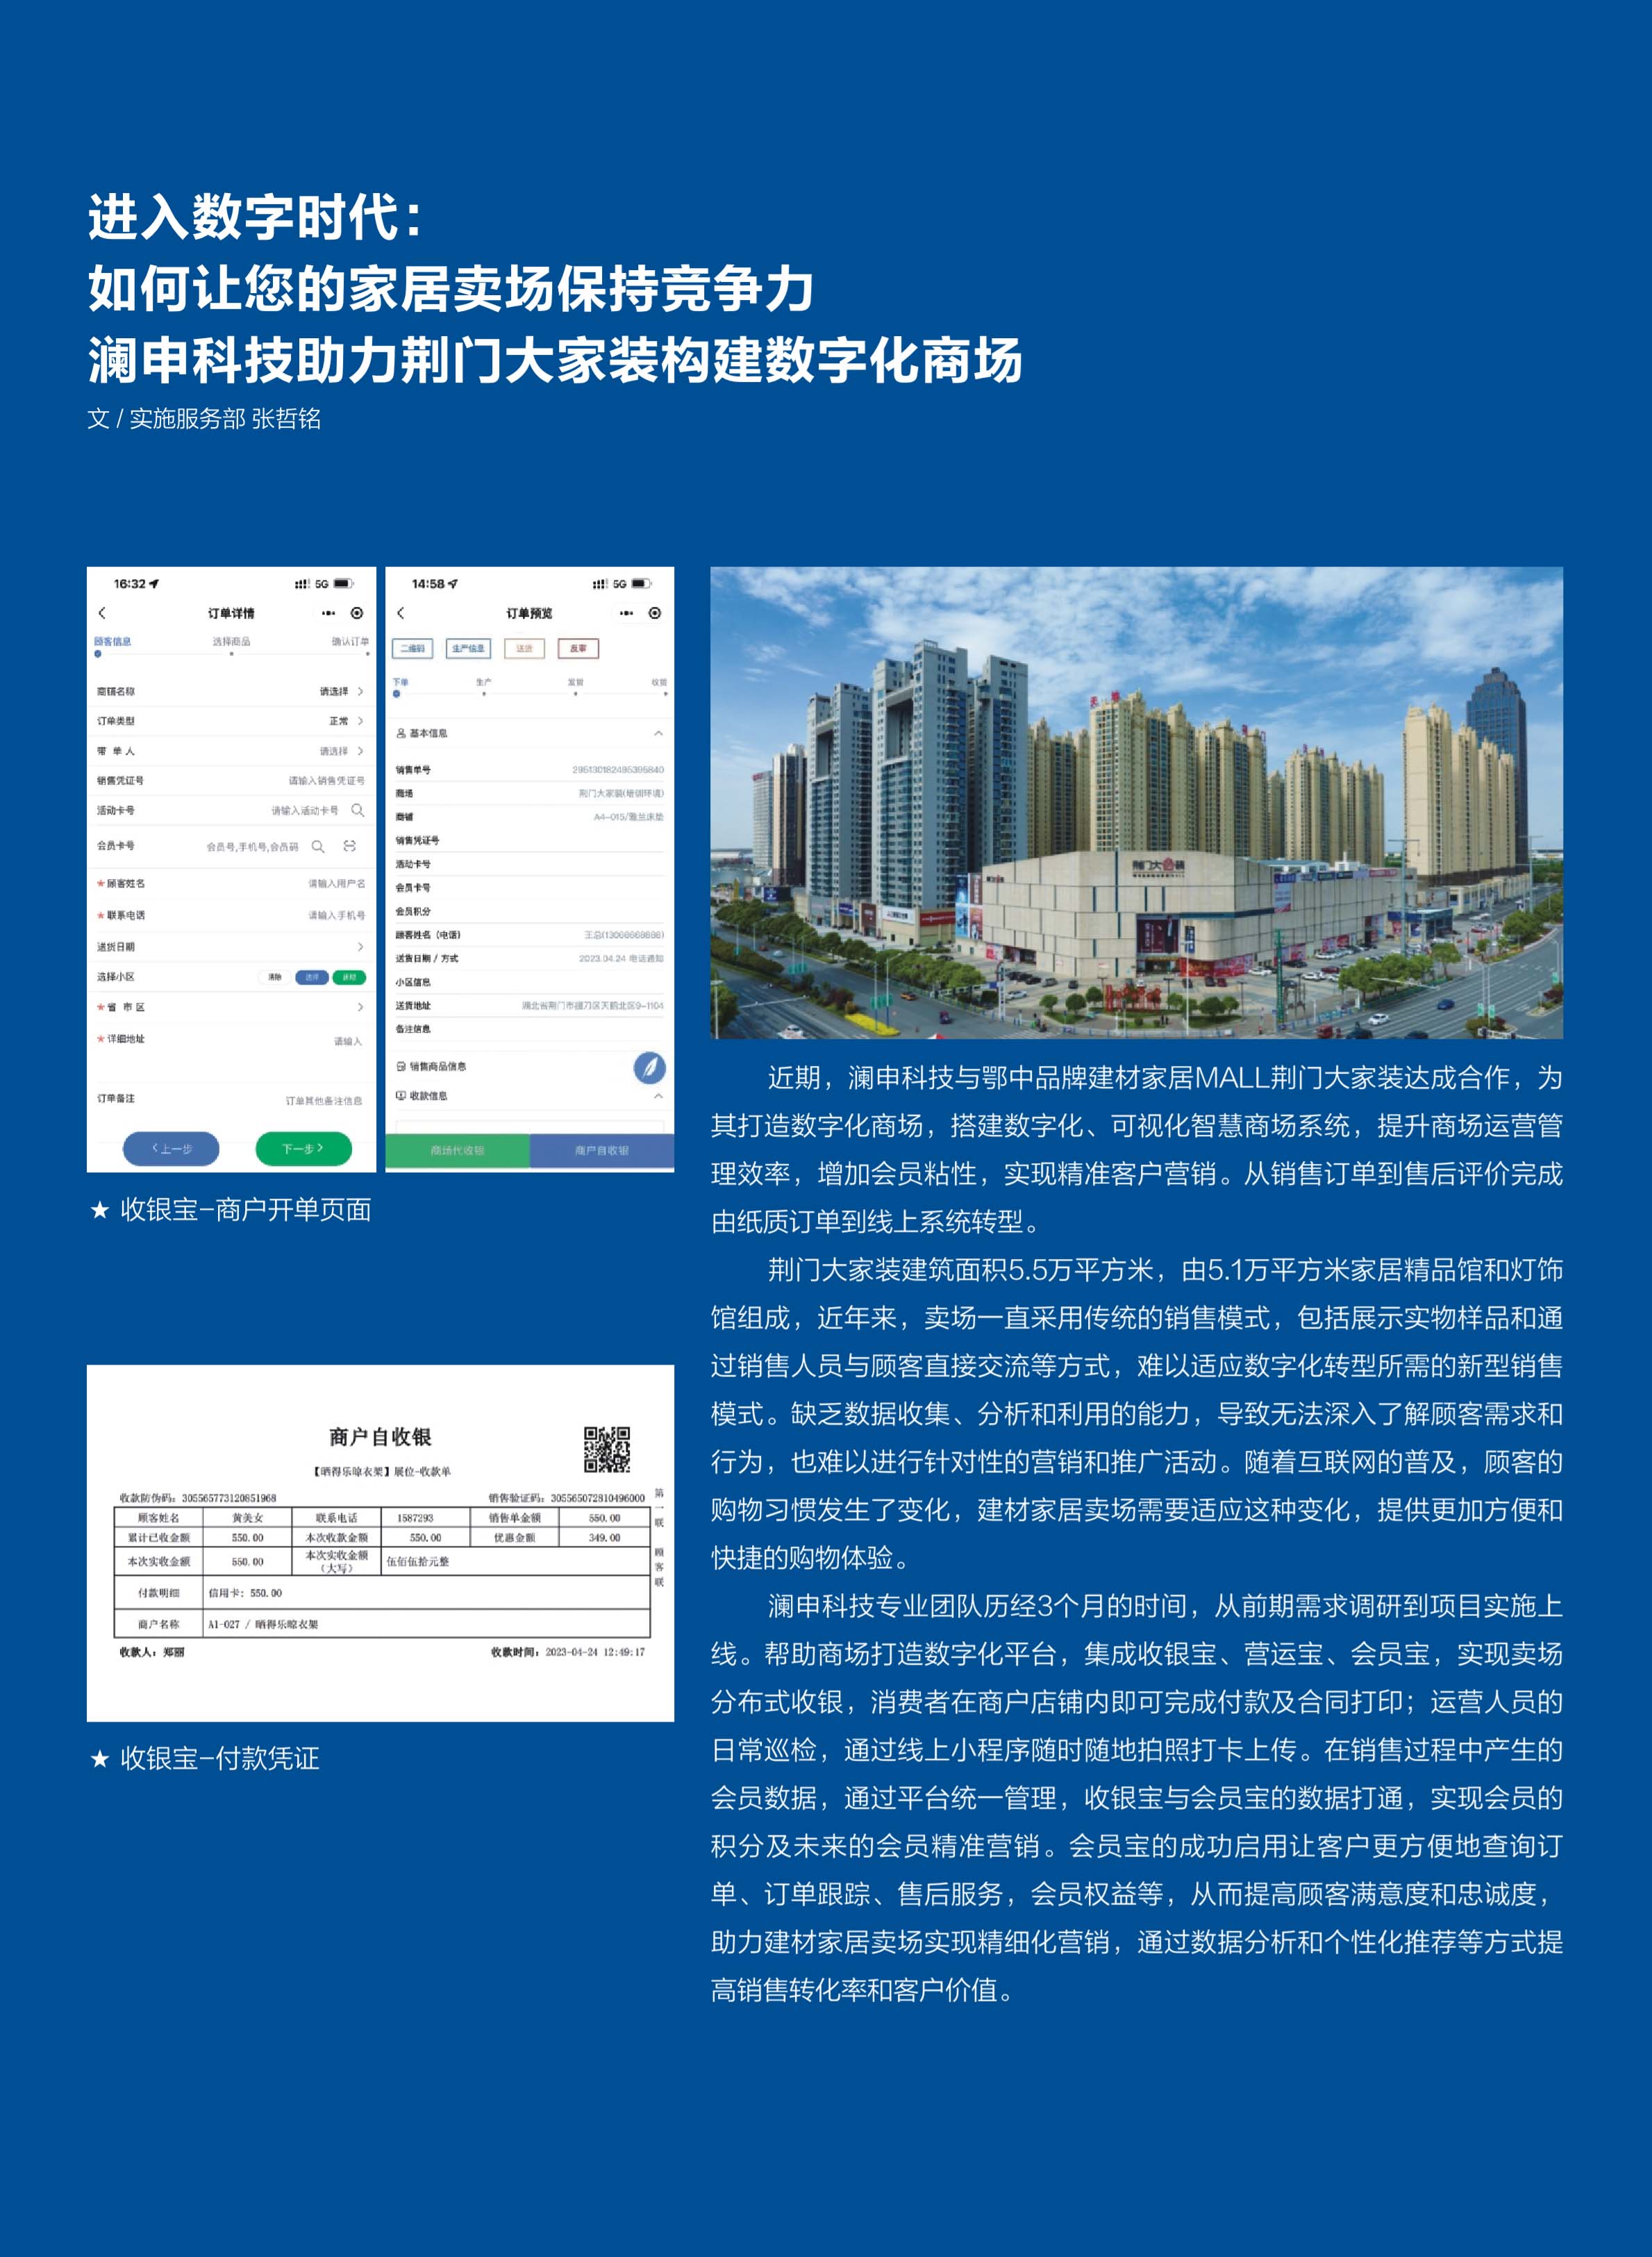 进入数字时代：
如何让您的家居卖场保持竞争力
澜申科技助力荆门大家装构建数字化商场
文 / 实施服务部 张哲铭
16:32
5G
订单详情
顾客信息 选择商品 确认订单
商铺名称 请选择
订单类型 正常
带 单 人 请选择
销售凭证号 请输入销售凭证号
活动卡号 请输入活动卡号
会员卡号 会员号,手机号,会员码
*顾客姓名 请输入用户名
*联系电话 请输入手机号
送货日期
选择小区 清除 选择
*省 市 区
*详细地址 请输入
订单备注 订单其他备注信息
上一步 下一步
14:58
5G
订单预览
二维码 生产信息 送货 反审
下单 生产 发货 收货
基本信息
销售单号
商场 荆门大家装(培训环境)
商铺 A4-015/雅兰床垫
销售凭证号
活动卡号
会员卡号
会员积分
顾客姓名（电话）
送货日期 / 方式 2023.04.24 电话通知
小区信息
送货地址 湖北省荆门市掇刀区天鹅北区9-1104
备注信息
销售商品信息
收款信息
商场代收银 商户自收银
★ 收银宝-商户开单页面
商户自收银
【晒得乐晾衣架】展位-收款单
收款防伪码：305565773120851968 销售验证码：305565072810496000
顾客姓名 黄美女 联系电话 1587293 销售单金额 550.00
累计已收金额 550.00 本次收款金额 550.00 优惠金额 349.00
本次实收金额 550.00 本次实收金额（大写） 伍佰伍拾元整
付款明细 信用卡：550.00
商户名称 A1-027 / 晒得乐晾衣架
第一联 顾客联
收款人：郑丽 收款时间：2023-04-24 12:49:17
★ 收银宝-付款凭证
近期，澜申科技与鄂中品牌建材家居MALL荆门大家装达成合作，为
其打造数字化商场，搭建数字化、可视化智慧商场系统，提升商场运营管
理效率，增加会员粘性，实现精准客户营销。从销售订单到售后评价完成
由纸质订单到线上系统转型。
荆门大家装建筑面积5.5万平方米，由5.1万平方米家居精品馆和灯饰
馆组成，近年来，卖场一直采用传统的销售模式，包括展示实物样品和通
过销售人员与顾客直接交流等方式，难以适应数字化转型所需的新型销售
模式。缺乏数据收集、分析和利用的能力，导致无法深入了解顾客需求和
行为，也难以进行针对性的营销和推广活动。随着互联网的普及，顾客的
购物习惯发生了变化，建材家居卖场需要适应这种变化，提供更加方便和
快捷的购物体验。
澜申科技专业团队历经3个月的时间，从前期需求调研到项目实施上
线。帮助商场打造数字化平台，集成收银宝、营运宝、会员宝，实现卖场
分布式收银，消费者在商户店铺内即可完成付款及合同打印；运营人员的
日常巡检，通过线上小程序随时随地拍照打卡上传。在销售过程中产生的
会员数据，通过平台统一管理，收银宝与会员宝的数据打通，实现会员的
积分及未来的会员精准营销。会员宝的成功启用让客户更方便地查询订
单、订单跟踪、售后服务，会员权益等，从而提高顾客满意度和忠诚度，
助力建材家居卖场实现精细化营销，通过数据分析和个性化推荐等方式提
高销售转化率和客户价值。